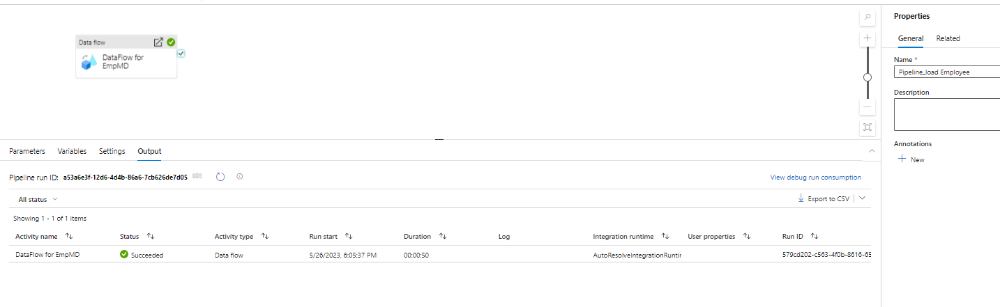 Data flow
DataFlow for
EmpMD
Properties
General Related
Name *
Pipeline_load Employee
Description
Annotations
New
Parameters Variables Settings Output
Pipeline run ID: a53a6e3f-12d6-4d4b-86a6-7cb626de7d05
View debug run consumption
All status
Export to CSV
Showing 1 - 1 of 1 items
Activity name Status Activity type Run start Duration Log Integration runtime User properties Run ID
DataFlow for EmpMD Succeeded Data flow 5/26/2023, 6:05:37 PM 00:00:50 AutoResolveIntegrationRuntir 579cd202-c563-4f0b-8616-65